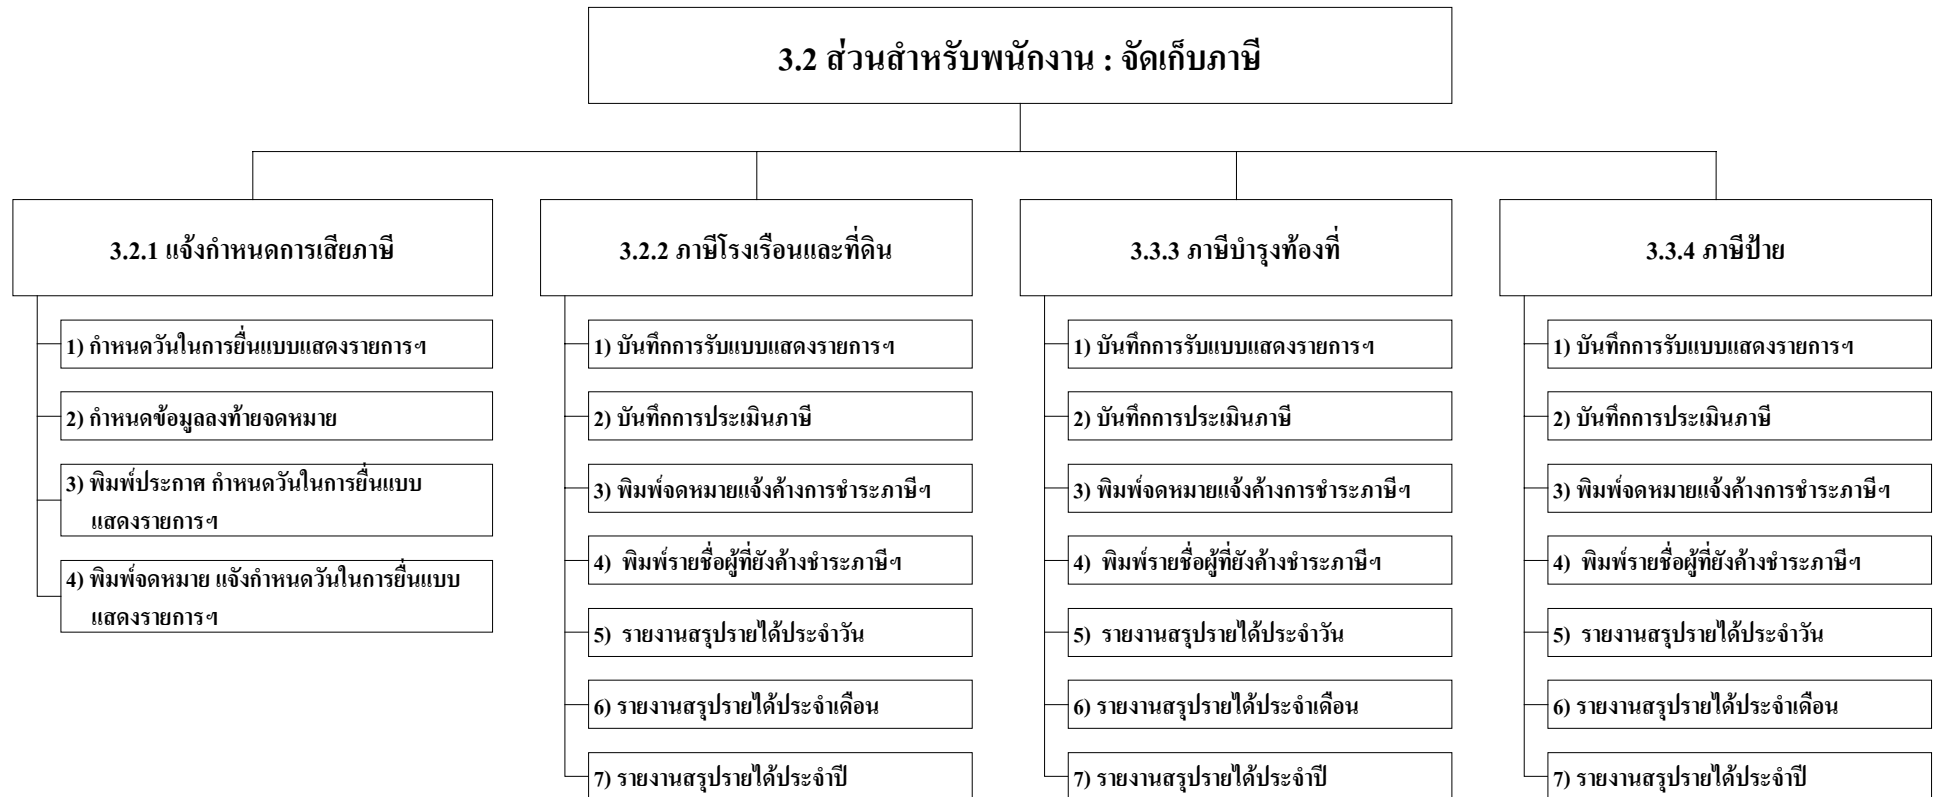 3.2 ส่วนสำหรับพนักงาน : จัดเก็บภาษี
3.2.1 แจ้งกำหนดการเสียภาษี
1) กำหนดวันในการยื่นแบบแสดงรายการฯ
2) กำหนดข้อมูลลงท้ายจดหมาย
3) พิมพ์ประกาศ กำหนดวันในการยื่นแบบ
แสดงรายการฯ
4) พิมพ์จดหมาย แจ้งกำหนดวันในการยื่นแบบ
แสดงรายการฯ
3.2.2 ภาษีโรงเรือนและที่ดิน
1) บันทึกการรับแบบแสดงรายการฯ
2) บันทึกการประเมินภาษี
3) พิมพ์จดหมายแจ้งค้างการชำระภาษีฯ
4) พิมพ์รายชื่อผู้ที่ยังค้างชำระภาษีฯ
5) รายงานสรุปรายได้ประจำวัน
6) รายงานสรุปรายได้ประจำเดือน
7) รายงานสรุปรายได้ประจำปี
3.3.3 ภาษีบำรุงท้องที่
1) บันทึกการรับแบบแสดงรายการฯ
2) บันทึกการประเมินภาษี
3) พิมพ์จดหมายแจ้งค้างการชำระภาษีฯ
4) พิมพ์รายชื่อผู้ที่ยังค้างชำระภาษีฯ
5) รายงานสรุปรายได้ประจำวัน
6) รายงานสรุปรายได้ประจำเดือน
7) รายงานสรุปรายได้ประจำปี
3.3.4 ภาษีป้าย
1) บันทึกการรับแบบแสดงรายการฯ
2) บันทึกการประเมินภาษี
3) พิมพ์จดหมายแจ้งค้างการชำระภาษีฯ
4) พิมพ์รายชื่อผู้ที่ยังค้างชำระภาษีฯ
5) รายงานสรุปรายได้ประจำวัน
6) รายงานสรุปรายได้ประจำเดือน
7) รายงานสรุปรายได้ประจำปี